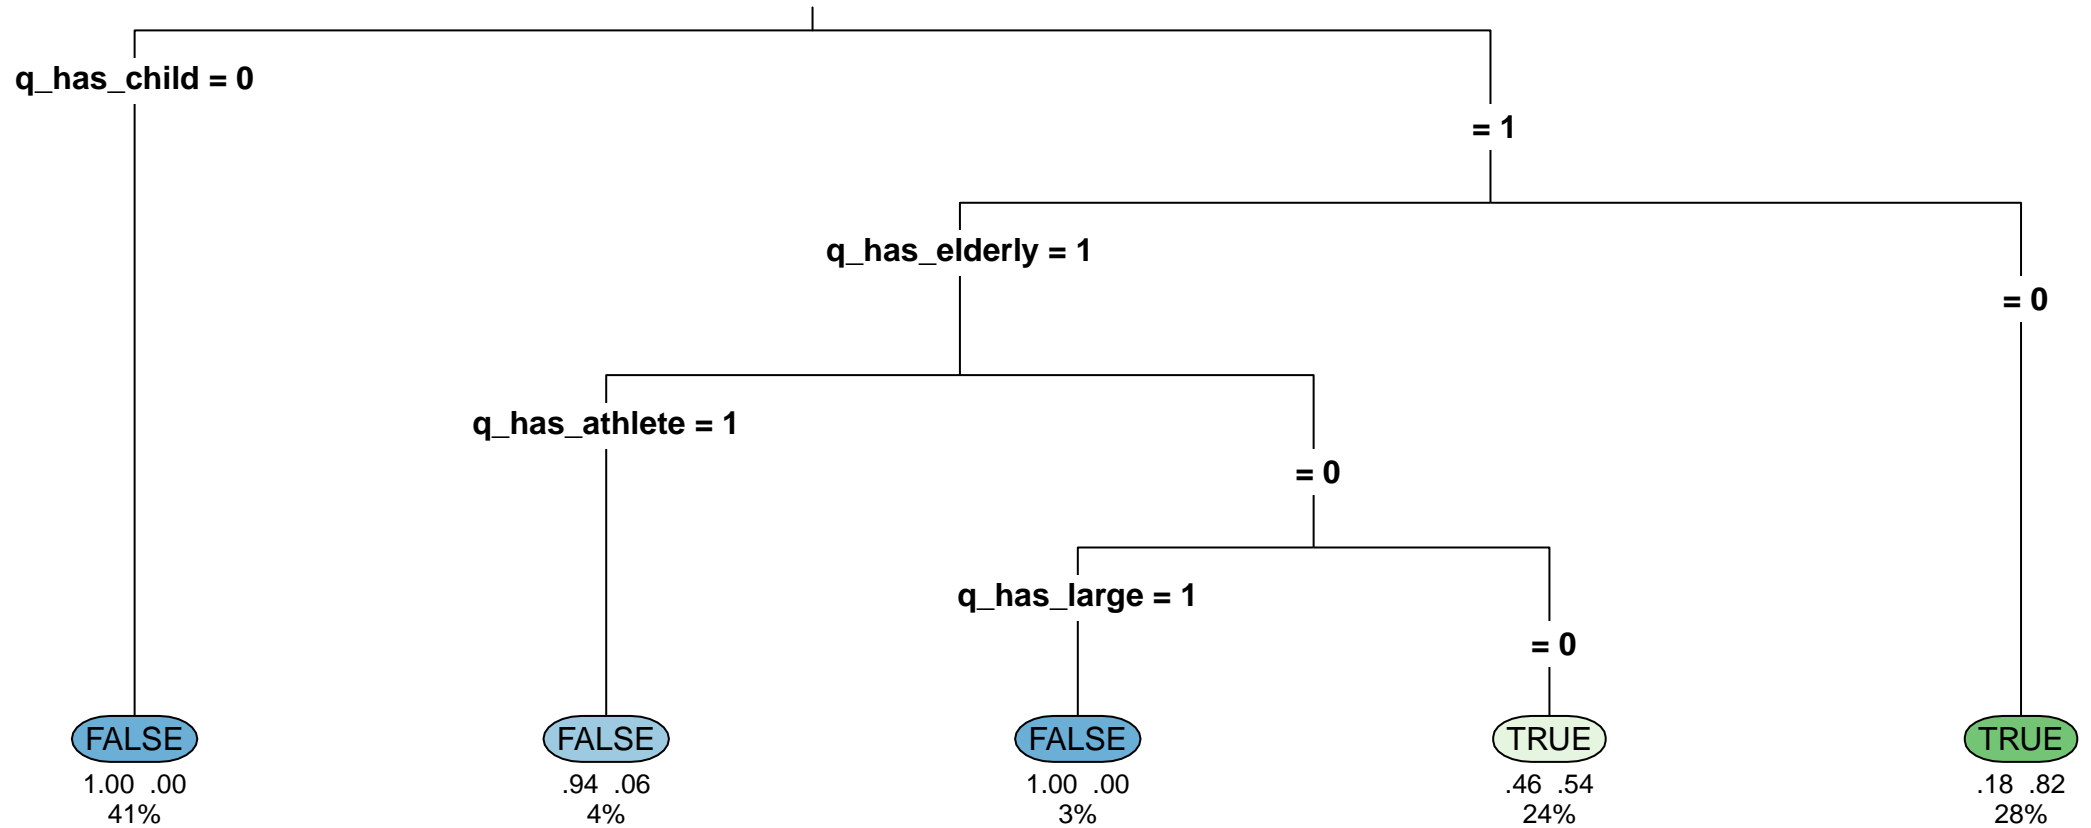 q_has_child = 0
= 1
q_has_elderly = 1
= 0
q_has_athlete = 1
= 0
q_has_large = 1
= 0
FALSE FALSE FALSE TRUE TRUE
1.00 .00 .94 .06 1.00 .00 .46 .54 .18 .82
41% 4% 3% 24% 28%